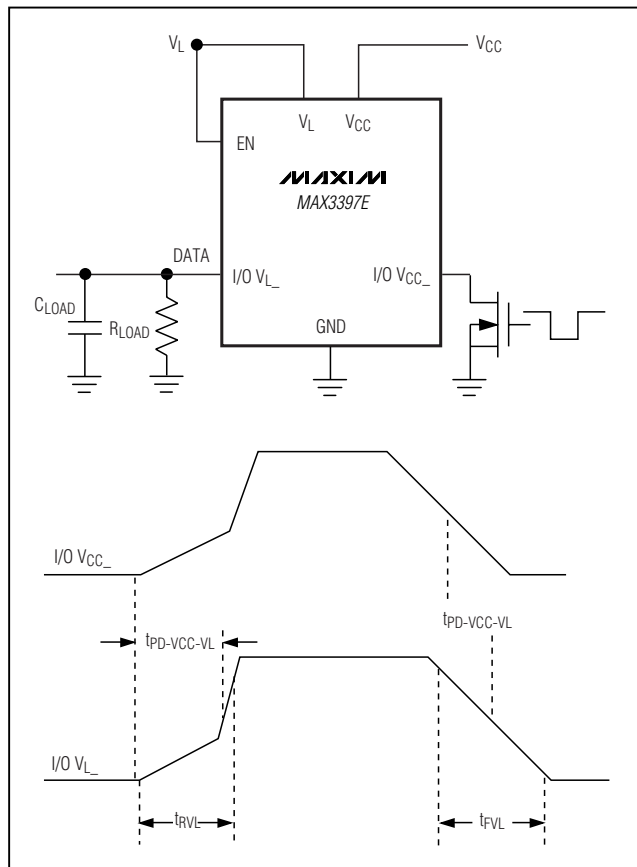 VL VCC
VL VCC
EN
MAXIM
MAX3397E
DATA
I/O VL_ I/O VCC_
CLOAD
RLOAD
GND
I/O VCC_
tPD-VCC-VL
tPD-VCC-VL
I/O VL_
tRVL tFVL